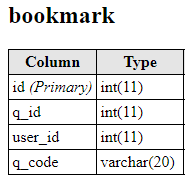 bookmark
Column Type
id (Primary) int(11)
q_id int(11)
user_id int(11)
q_code varchar(20)